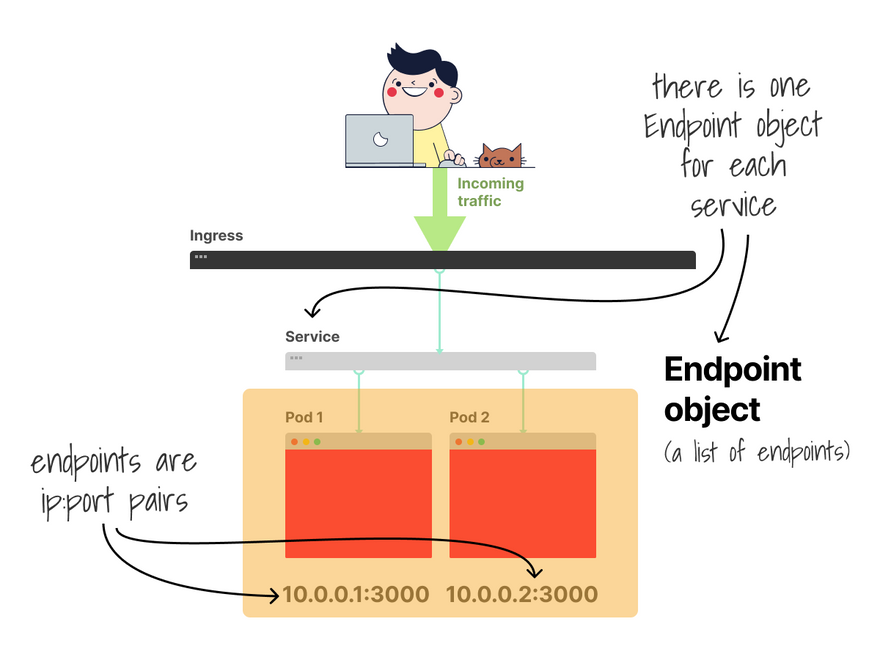 there is one
Endpoint object
for each
service
Incoming
traffic
Ingress
Service
Endpoint
object
(a list of endpoints)
Pod 1
Pod 2
endpoints are
ip:port pairs
10.0.0.1:3000
10.0.0.2:3000